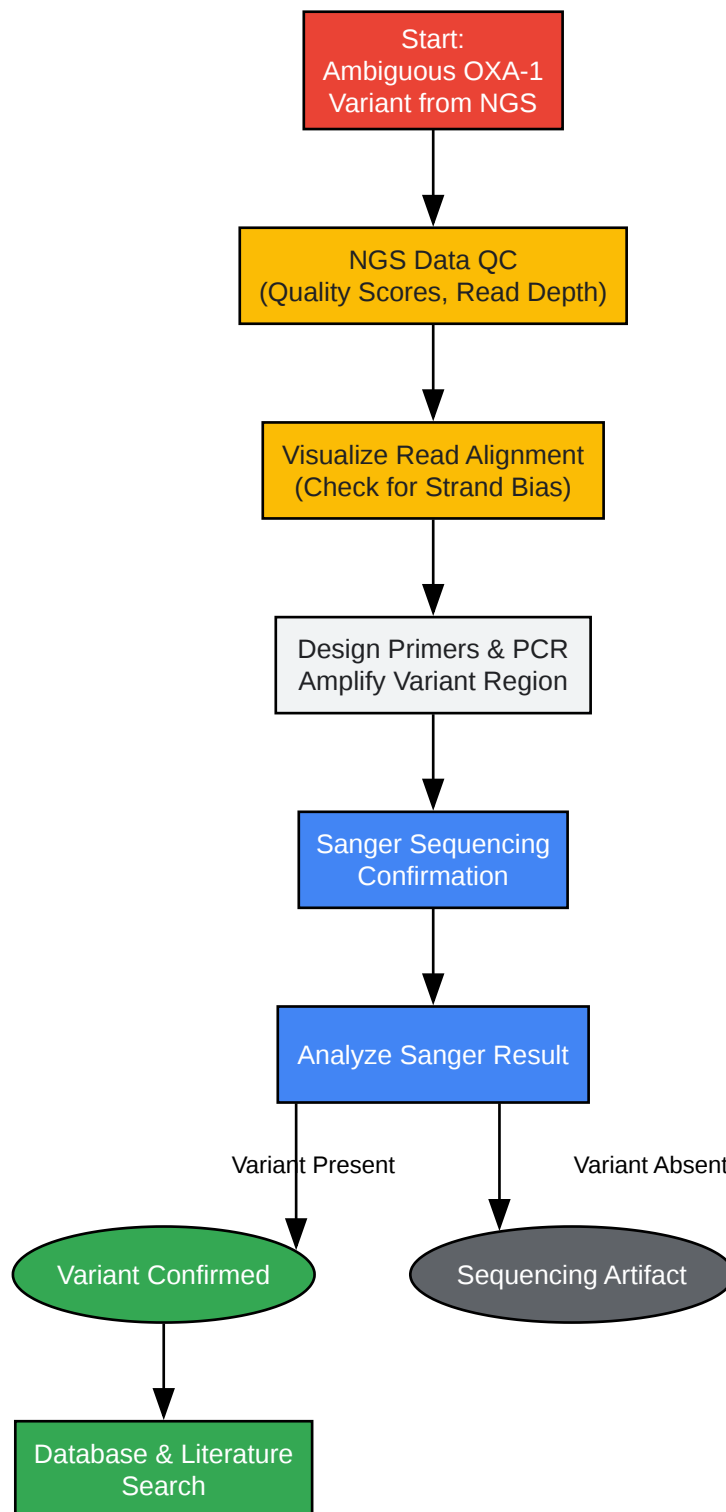 Start:
Ambiguous OXA-1
Variant from NGS
NGS Data QC
(Quality Scores, Read Depth)
Visualize Read Alignment
(Check for Strand Bias)
Design Primers & PCR
Amplify Variant Region
Sanger Sequencing
Confirmation
Analyze Sanger Result
Variant Present
Variant Absent
Variant Confirmed
Sequencing Artifact
Database & Literature
Search